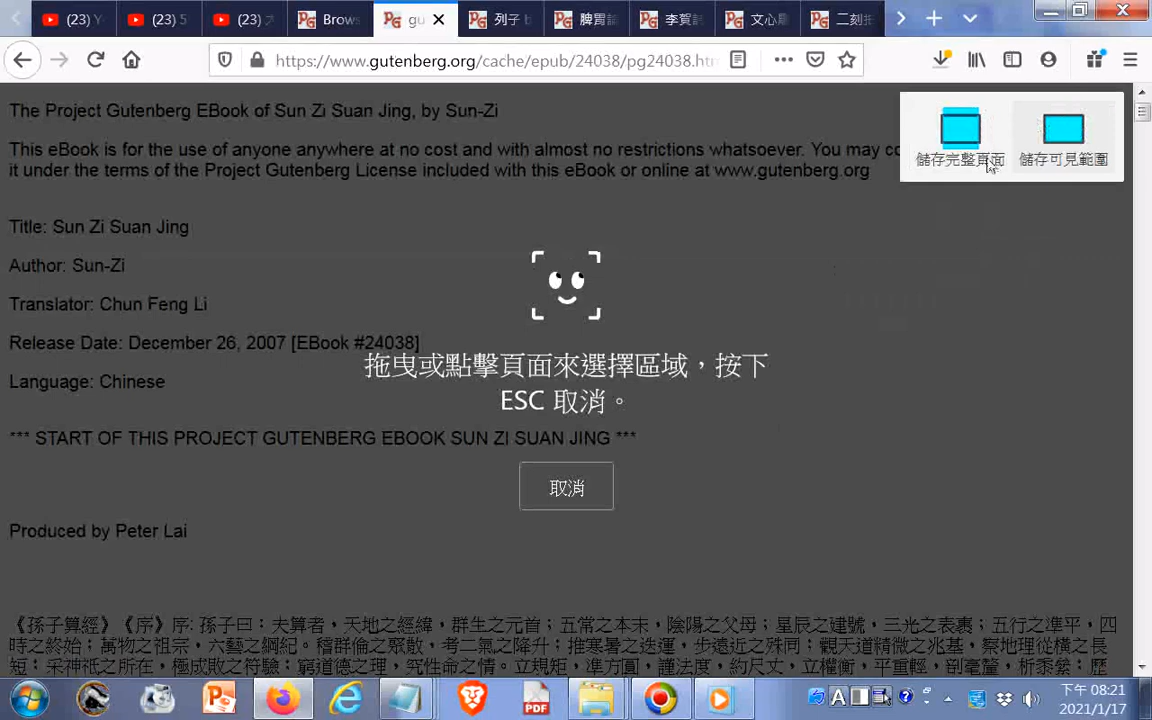 (23) Y
(23) 5
(23)
Brows
gu
列子
脾胃論
李賀詩
文心雕
二刻拍
https://www.gutenberg.org/cache/epub/24038/pg24038.htm
The Project Gutenberg EBook of Sun Zi Suan Jing, by Sun-Zi
This eBook is for the use of anyone anywhere at no cost and with almost no restrictions whatsoever. You may co
it under the terms of the Project Gutenberg License included with this eBook or online at www.gutenberg.org
儲存完整頁面
儲存可見範圍
Title: Sun Zi Suan Jing
Author: Sun-Zi
Translator: Chun Feng Li
Release Date: December 26, 2007 [EBook #24038]
Language: Chinese
拖曳或點擊頁面來選擇區域，按下
ESC 取消。
*** START OF THIS PROJECT GUTENBERG EBOOK SUN ZI SUAN JING ***
取消
Produced by Peter Lai
《孫子算經》《序》序: 孫子曰：夫算者，天地之經緯，群生之元首；五常之本末，陰陽之父母；星辰之建號，三光之表裏；五行之準平，四
時之終始；萬物之祖宗，六藝之綱紀。稽群倫之聚散，考二氣之降升；推寒暑之迭運，步遠近之殊同；觀天道精微之兆基，察地理從橫之長
短；采神祇之所在，極成敗之符驗；窮道德之理，究性命之情。立規矩，準方圓，謹法度，約尺丈，立權衡，平重輕，剖毫釐，析黍絫；歷
PDF
下午 08:21
2021/1/17